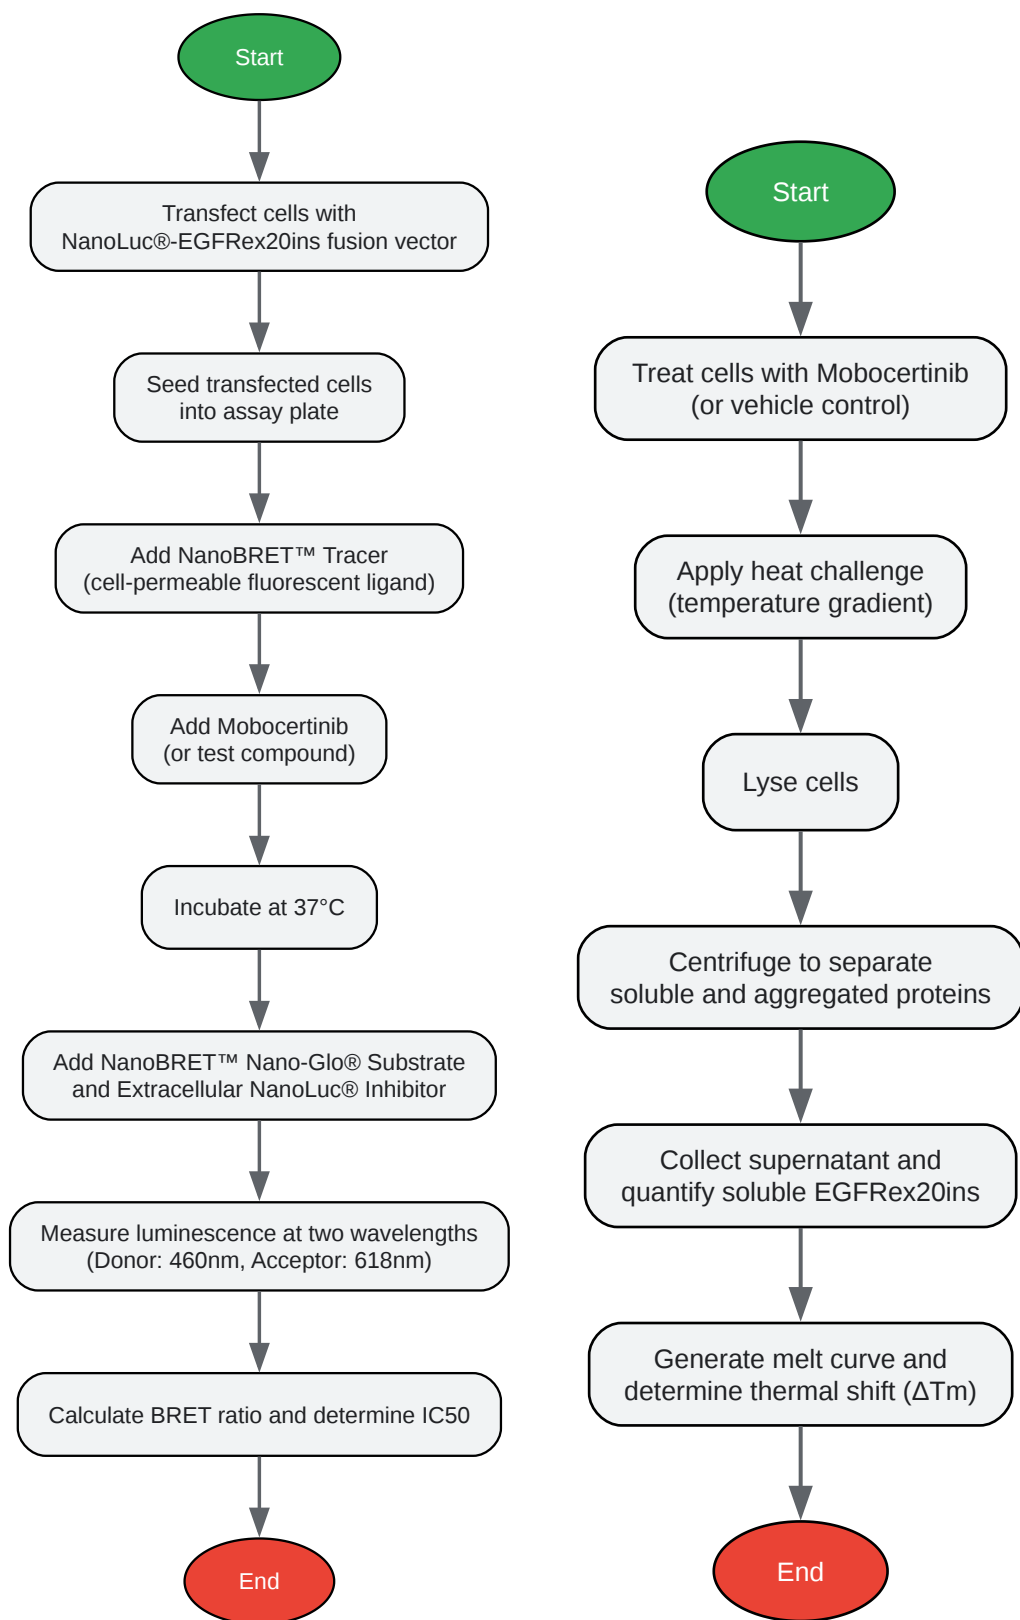 Start
Transfect cells with
NanoLuc®-EGFRex20ins fusion vector
Seed transfected cells
into assay plate
Add NanoBRET™ Tracer
(cell-permeable fluorescent ligand)
Add Mobocertinib
(or test compound)
Incubate at 37°C
Add NanoBRET™ Nano-Glo® Substrate
and Extracellular NanoLuc® Inhibitor
Measure luminescence at two wavelengths
(Donor: 460nm, Acceptor: 618nm)
Calculate BRET ratio and determine IC50
End
Start
Treat cells with Mobocertinib
(or vehicle control)
Apply heat challenge
(temperature gradient)
Lyse cells
Centrifuge to separate
soluble and aggregated proteins
Collect supernatant and
quantify soluble EGFRex20ins
Generate melt curve and
determine thermal shift (ΔTm)
End